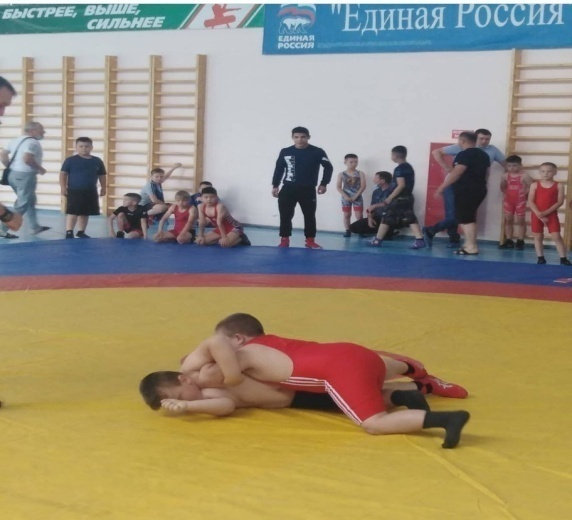 БЫСТРЕЕ, ВЫШЕ,
СИЛЬНЕЕ
ЕДИНАЯ
РОССИЯ
"Единая Россия